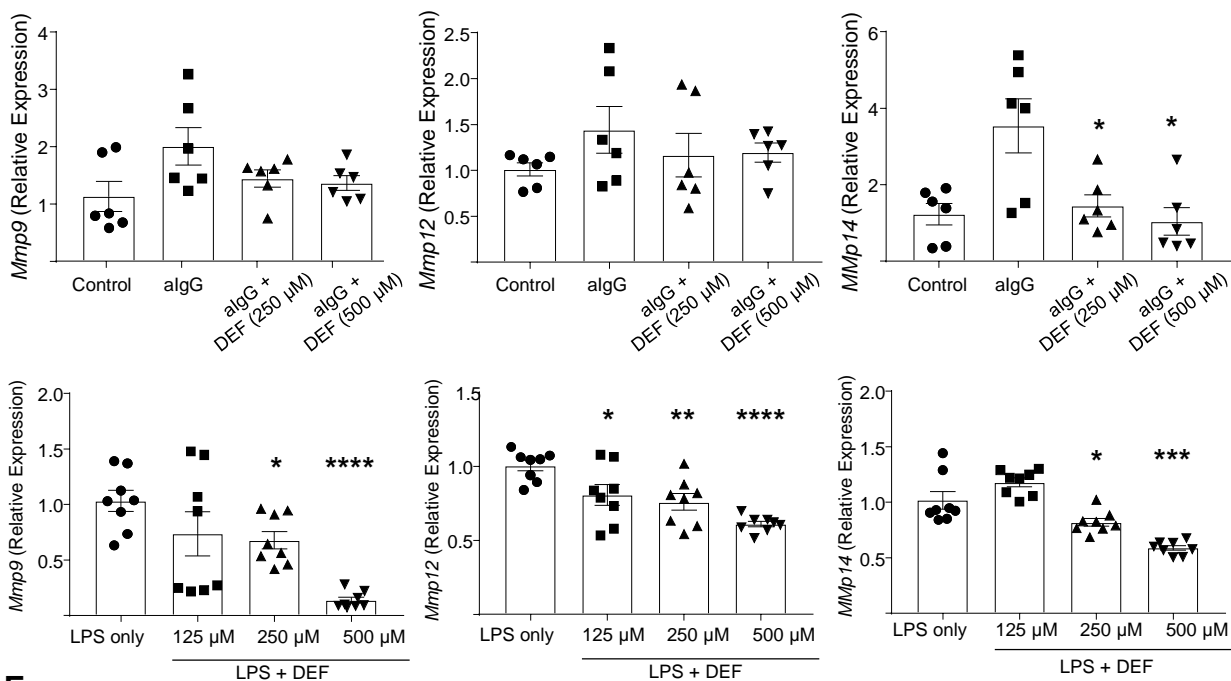 Mmp9 (Relative Expression)
4
3
2
1
Control
aIgG
aIgG +
DEF (250 µM)
aIgG +
DEF (500 µM)
Mmp12 (Relative Expression)
2.5
2.0
1.5
1.0
0.5
Control
aIgG
aIgG +
DEF (250 µM)
aIgG +
DEF (500 µM)
MMp14 (Relative Expression)
6
4
2
*
*
Control
aIgG
aIgG +
DEF (250 µM)
aIgG +
DEF (500 µM)
Mmp9 (Relative Expression)
2.0
1.5
1.0
0.5
*
****
LPS only
125 µM
250 µM
500 µM
LPS + DEF
Mmp12 (Relative Expression)
1.5
1.0
0.5
*
**
****
LPS only
125 µM
250 µM
500 µM
LPS + DEF
MMp14 (Relative Expression)
2.0
1.5
1.0
0.5
*
***
LPS only
125 µM
250 µM
500 µM
LPS + DEF